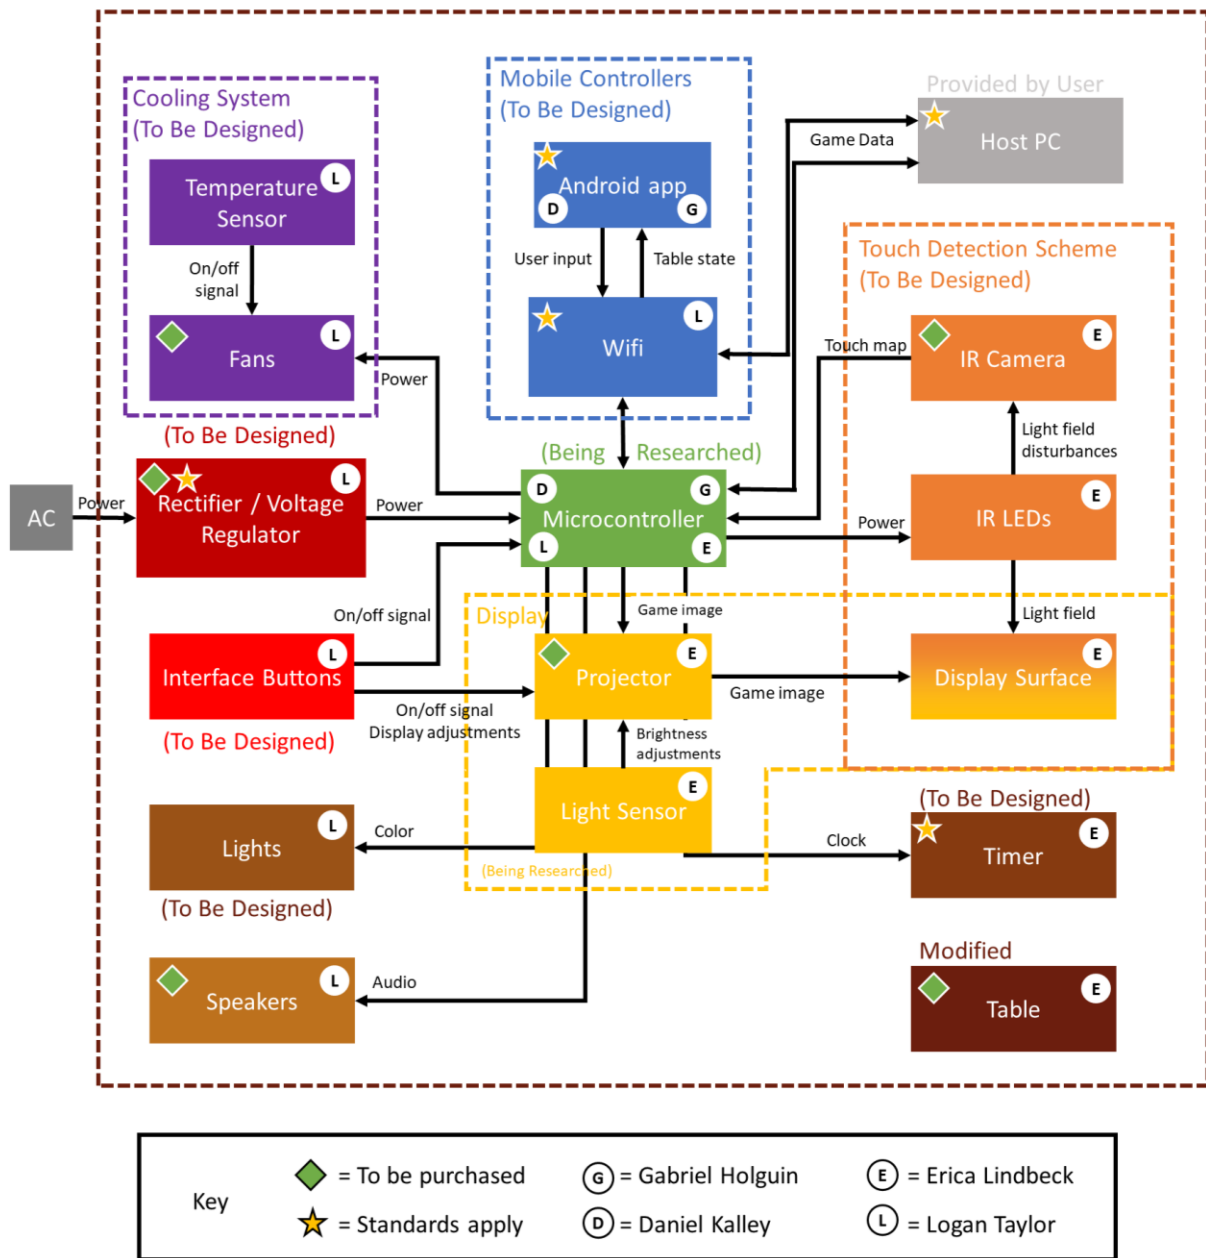 Cooling System
(To Be Designed)
Temperature
Sensor
L
On/off
signal
Fans
L
Power
Mobile Controllers
(To Be Designed)
Android app
D
G
User input
Table state
Wifi
L
Provided by User
Host PC
Game Data
Touch Detection Scheme
(To Be Designed)
IR Camera
E
Touch map
Light field
disturbances
IR LEDs
E
Power
Light field
(To Be Designed)
AC
Power
Rectifier / Voltage
Regulator
L
Power
(Being Researched)
Microcontroller
D
G
L
E
On/off signal
Interface Buttons
L
(To Be Designed)
On/off signal
Display adjustments
Display
Game image
Projector
E
Game image
Display Surface
E
Brightness
adjustments
Light Sensor
E
(Being Researched)
Lights
L
Color
(To Be Designed)
Clock
(To Be Designed)
Timer
E
Speakers
L
Audio
Modified
Table
E
Key
= To be purchased
G = Gabriel Holguin
E = Erica Lindbeck
= Standards apply
D = Daniel Kalley
L = Logan Taylor